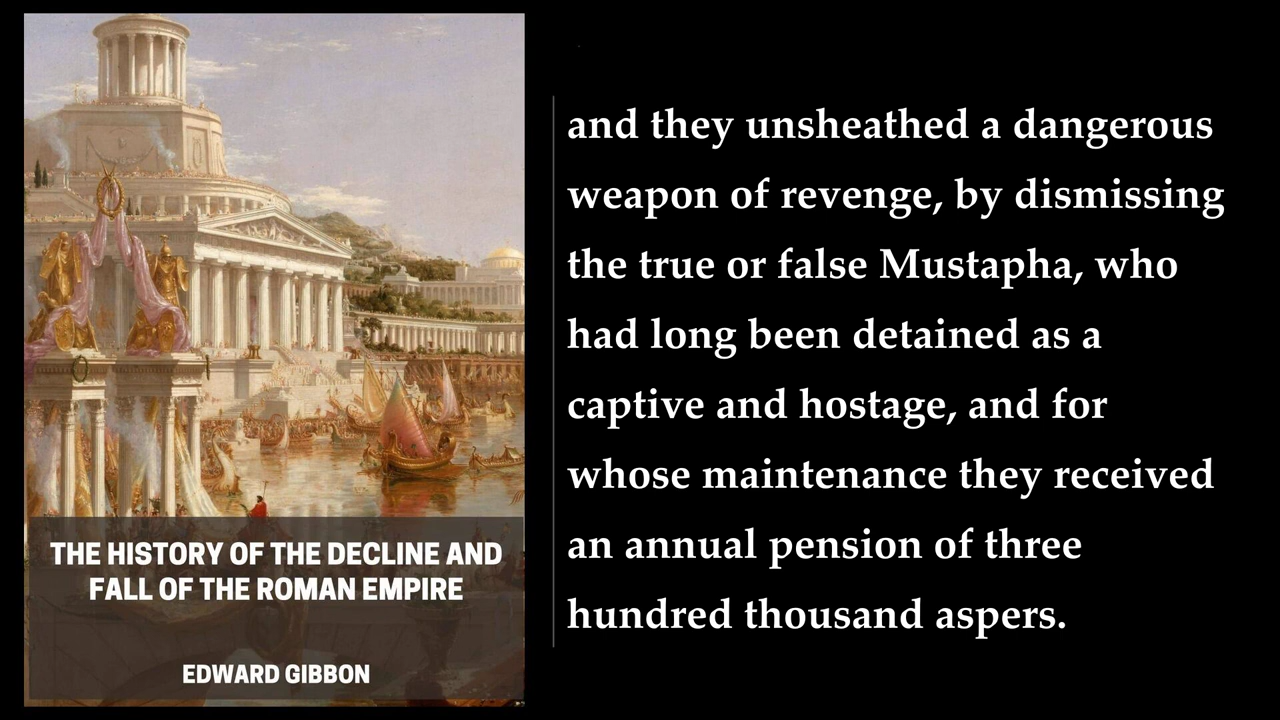 THE HISTORY OF THE DECLINE AND
FALL OF THE ROMAN EMPIRE
EDWARD GIBBON
and they unsheathed a dangerous
weapon of revenge, by dismissing
the true or false Mustapha, who
had long been detained as a
captive and hostage, and for
whose maintenance they received
an annual pension of three
hundred thousand aspers.